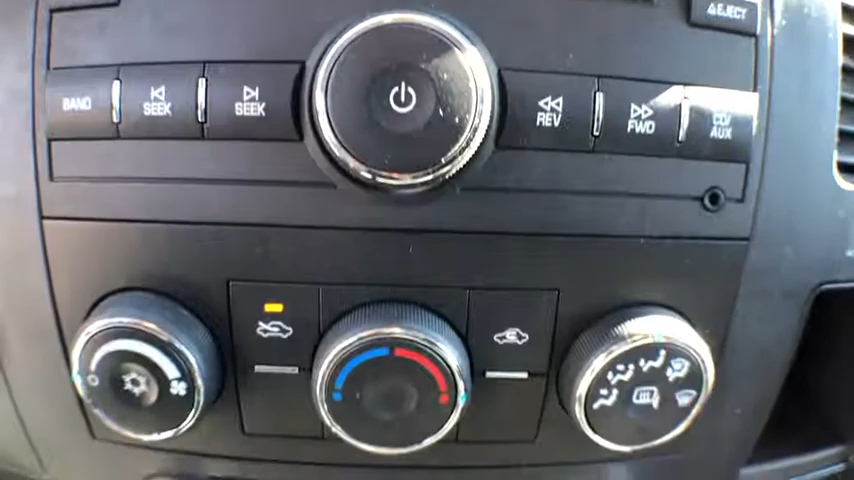 EJECT
BAND
SEEK
SEEK
REV
FWD
CD/
AUX